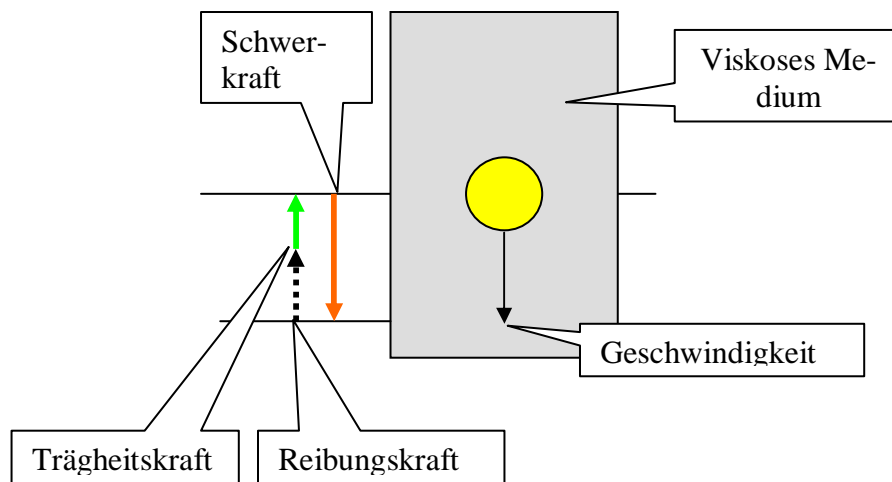 Schwer-
kraft
Viskoses Me-
dium
Geschwindigkeit
Trägheitskraft
Reibungskraft